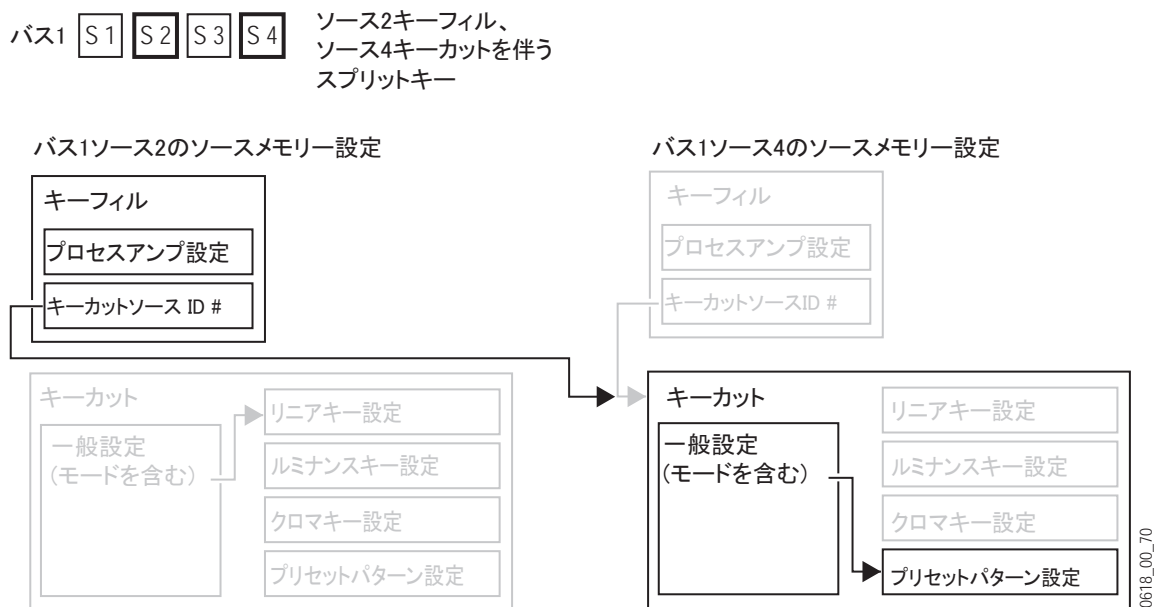 バス1 S1 S2 S3 S4
ソース2キーフィル、
ソース4キーカットを伴う
スプリットキー
バス1ソース2のソースメモリー設定
キーフィル
プロセスアンプ設定
キーカットソース ID #
キーカット
一般設定
(モードを含む)
リニアキー設定
ルミナンスキー設定
クロマキー設定
プリセットパターン設定
バス1ソース4のソースメモリー設定
キーフィル
プロセスアンプ設定
キーカットソースID #
キーカット
一般設定
(モードを含む)
リニアキー設定
ルミナンスキー設定
クロマキー設定
プリセットパターン設定
0618_00_70